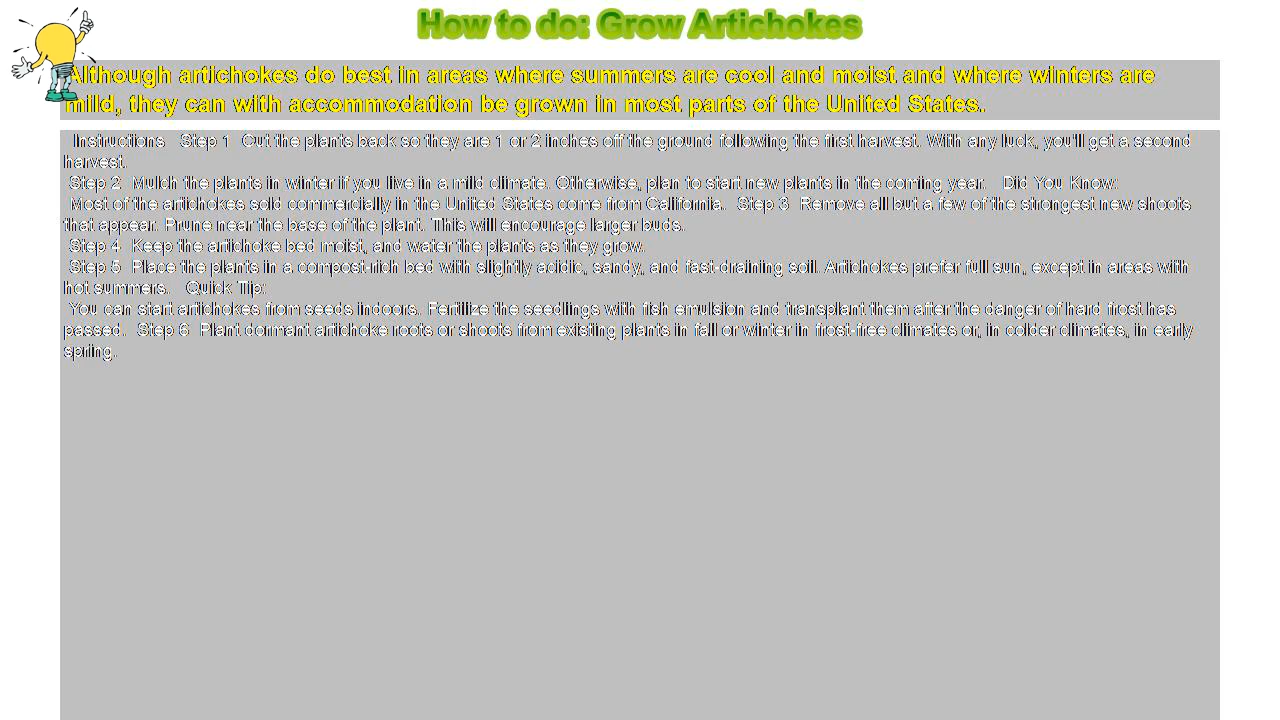 How to do: Grow Artichokes
Although artichokes do best in areas where summers are cool and moist and where winters are
mild, they can with accommodation be grown in most parts of the United States.
Instructions Step 1 Cut the plants back so they are 1 or 2 inches off the ground following the first harvest. With any luck, you'll get a second
harvest.
Step 2 Mulch the plants in winter if you live in a mild climate. Otherwise, plan to start new plants in the coming year. Did You Know:
Most of the artichokes sold commercially in the United States come from California. Step 3 Remove all but a few of the strongest new shoots
that appear. Prune near the base of the plant. This will encourage larger buds.
Step 4 Keep the artichoke bed moist, and water the plants as they grow.
Step 5 Place the plants in a compost-rich bed with slightly acidic, sandy, and fast-draining soil. Artichokes prefer full sun, except in areas with
hot summers. Quick Tip:
You can start artichokes from seeds indoors. Fertilize the seedlings with fish emulsion and transplant them after the danger of hard frost has
passed. Step 6 Plant dormant artichoke roots or shoots from existing plants in fall or winter in frost-free climates or, in colder climates, in early
spring.